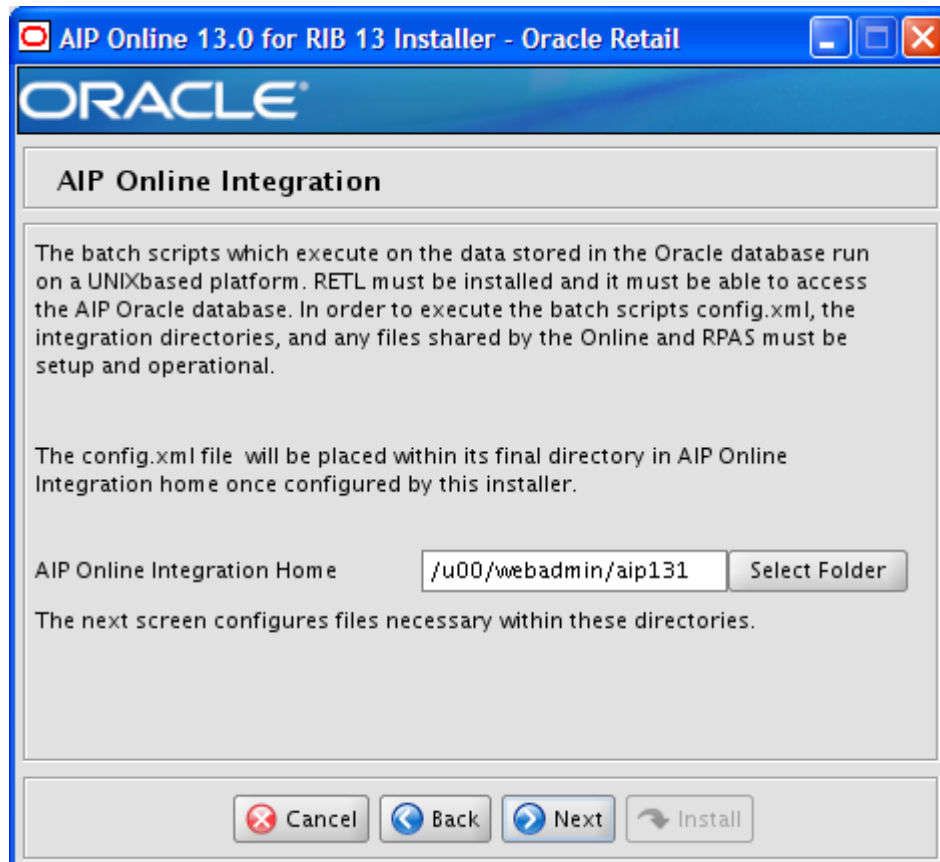 AIP Online 13.0 for RIB 13 Installer - Oracle Retail
ORACLE®
AIP Online Integration
The batch scripts which execute on the data stored in the Oracle database run
on a UNIXbased platform. RETL must be installed and it must be able to access
the AIP Oracle database. In order to execute the batch scripts config.xml, the
integration directories, and any files shared by the Online and RPAS must be
setup and operational.
The config.xml file will be placed within its final directory in AIP Online
Integration home once configured by this installer.
AIP Online Integration Home /u00/webadmin/aip131 Select Folder
The next screen configures files necessary within these directories.
Cancel Back Next Install